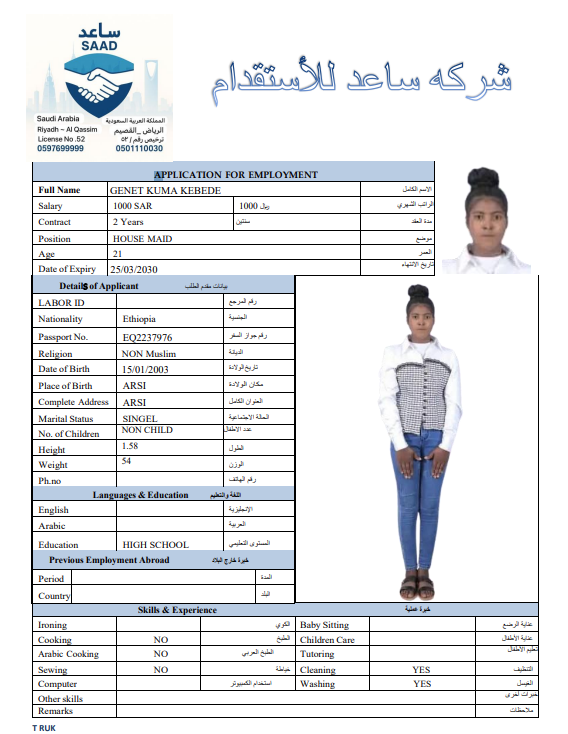 ساعد
SAAD
شركه ساعد للأستقدام
Saudi Arabia المملكة العربية السعودية
Riyadh ~ Al Qassim الرياض _ القصيم
License No .52 ترخيص رقم / ٥٢
0597699999 0501110030
APPLICATION FOR EMPLOYMENT
Full Name GENET KUMA KEBEDE الاسم الكامل
Salary 1000 SAR 1000 ريال الراتب الشهري
Contract 2 Years سنتين مدة العقد
Position HOUSE MAID موضع
Age 21 العمر
Date of Expiry 25/03/2030 تاريخ الانتهاء
Details of Applicant بيانات مقدم الطلب
LABOR ID رقم المرجع
Nationality Ethiopia الجنسية
Passport No. EQ2237976 رقم جواز السفر
Religion NON Muslim الديانة
Date of Birth 15/01/2003 تاريخ الولادة
Place of Birth ARSI مكان الولادة
Complete Address ARSI العنوان الكامل
Marital Status SINGEL الحالة الاجتماعية
No. of Children NON CHILD عدد الاطفال
Height 1.58 الطول
Weight 54 الوزن
Ph.no رقم الهاتف
Languages & Education اللغة والتعليم
English الإنجليزية
Arabic العربية
Education HIGH SCHOOL المستوى التعليمي
Previous Employment Abroad خبرة خارج البلاد
Period المدة
Country البلد
Skills & Experience خبرة عملية
Ironing الكوي Baby Sitting عناية الرضع
Cooking NO الطبخ Children Care عناية الأطفال
Arabic Cooking NO الطبخ العربي Tutoring تعليم الأطفال
Sewing NO خياطة Cleaning YES التنظيف
Computer استخدام الكمبيوتر Washing YES الغسيل
Other skills خبرات أخرى
Remarks ملاحظات
T RUK